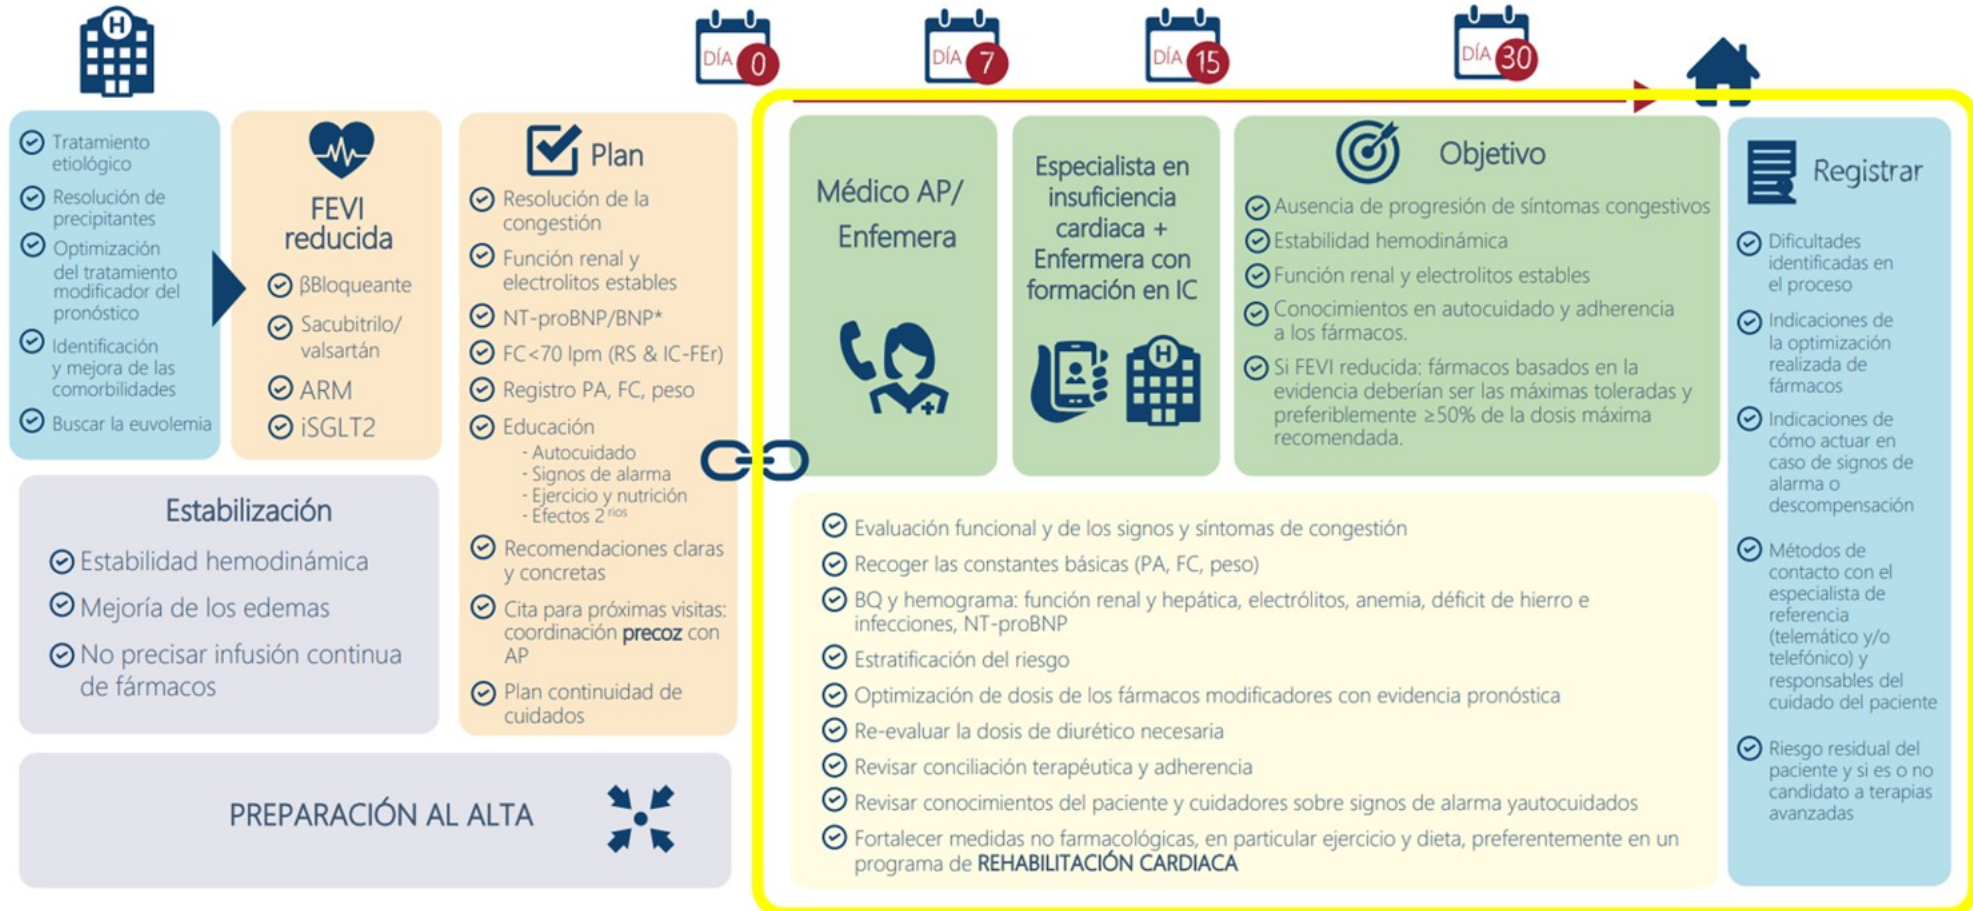 H
DÍA 0
DÍA 7
DÍA 15
DÍA 30
Tratamiento
etiológico
Resolución de
precipitantes
Optimización
del tratamiento
modificador del
pronóstico
Identificación
y mejora de las
comorbilidades
Buscar la euvolemia
FEVI
reducida
βBloqueante
Sacubitrilo/
valsartán
ARM
iSGLT2
Estabilización
Estabilidad hemodinámica
Mejoría de los edemas
No precisar infusión continua
de fármacos
PREPARACIÓN AL ALTA
Plan
Resolución de la
congestión
Función renal y
electrolitos estables
NT-proBNP/BNP*
FC<70 lpm (RS & IC-FEr)
Registro PA, FC, peso
Educación
- Autocuidado
- Signos de alarma
- Ejercicio y nutrición
- Efectos 2rios
Recomendaciones claras
y concretas
Cita para próximas visitas:
coordinación precoz con
AP
Plan continuidad de
cuidados
Médico AP/
Enfemera
Especialista en
insuficiencia
cardiaca +
Enfermera con
formación en IC
H
Objetivo
Ausencia de progresión de síntomas congestivos
Estabilidad hemodinámica
Función renal y electrolitos estables
Conocimientos en autocuidado y adherencia
a los fármacos.
Si FEVI reducida: fármacos basados en la
evidencia deberían ser las máximas toleradas y
preferiblemente ≥50% de la dosis máxima
recomendada.
Evaluación funcional y de los signos y síntomas de congestión
Recoger las constantes básicas (PA, FC, peso)
BQ y hemograma: función renal y hepática, electrólitos, anemia, déficit de hierro e
infecciones, NT-proBNP
Estratificación del riesgo
Optimización de dosis de los fármacos modificadores con evidencia pronóstica
Re-evaluar la dosis de diurético necesaria
Revisar conciliación terapéutica y adherencia
Revisar conocimientos del paciente y cuidadores sobre signos de alarma yautocuidados
Fortalecer medidas no farmacológicas, en particular ejercicio y dieta, preferentemente en un
programa de REHABILITACIÓN CARDIACA
Registrar
Dificultades
identificadas en
el proceso
Indicaciones de
la optimización
realizada de
fármacos
Indicaciones de
cómo actuar en
caso de signos de
alarma o
descompensación
Métodos de
contacto con el
especialista de
referencia
(telemático y/o
telefónico) y
responsables del
cuidado del paciente
Riesgo residual del
paciente y si es o no
candidato a terapias
avanzadas